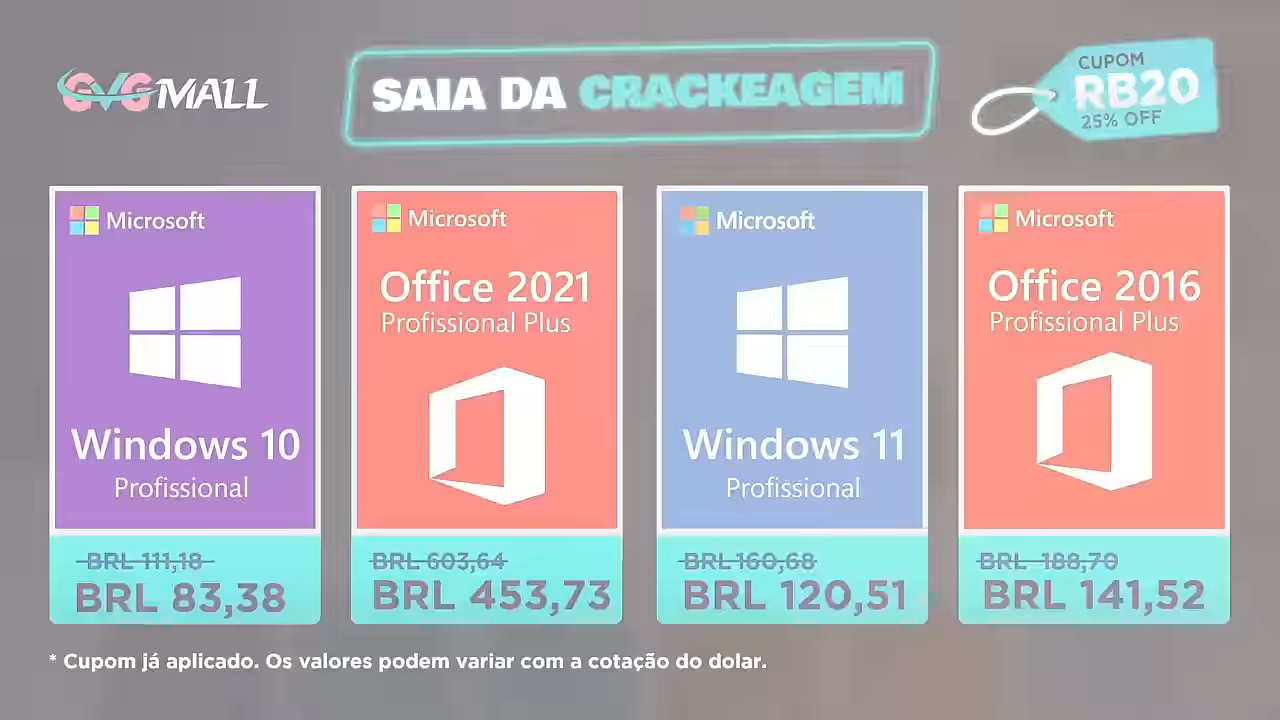 GVGMALL
SAIA DA CRACKEAGEM
CUPOM
RB20
25% OFF
Microsoft
Windows 10
Profissional
BRL 111,18
BRL 83,38
Microsoft
Office 2021
Profissional Plus
BRL 603,64
BRL 453,73
Microsoft
Windows 11
Profissional
BRL 160,68
BRL 120,51
Microsoft
Office 2016
Profissional Plus
BRL 188,70
BRL 141,52
* Cupom já aplicado. Os valores podem variar com a cotação do dolar.